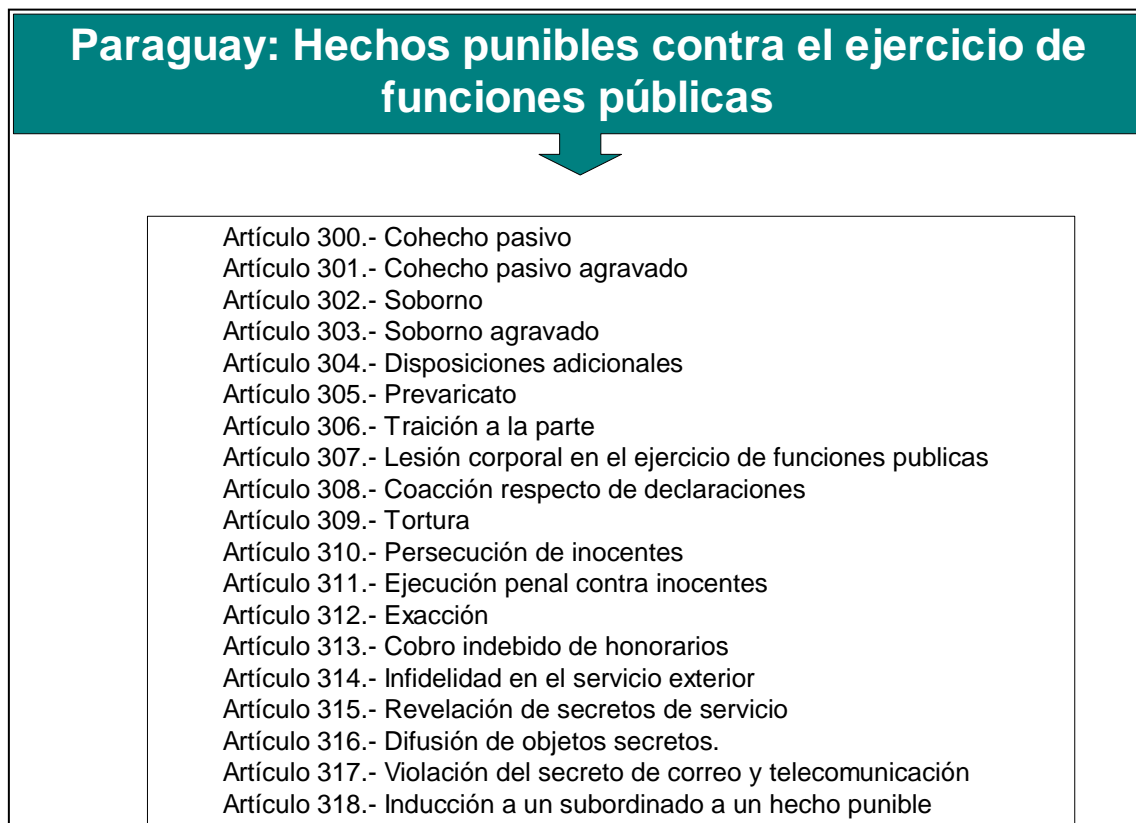 Paraguay: Hechos punibles contra el ejercicio de
funciones públicas
Artículo 300.- Cohecho pasivo
Artículo 301.- Cohecho pasivo agravado
Artículo 302.- Soborno
Artículo 303.- Soborno agravado
Artículo 304.- Disposiciones adicionales
Artículo 305.- Prevaricato
Artículo 306.- Traición a la parte
Artículo 307.- Lesión corporal en el ejercicio de funciones publicas
Artículo 308.- Coacción respecto de declaraciones
Artículo 309.- Tortura
Artículo 310.- Persecución de inocentes
Artículo 311.- Ejecución penal contra inocentes
Artículo 312.- Exacción
Artículo 313.- Cobro indebido de honorarios
Artículo 314.- Infidelidad en el servicio exterior
Artículo 315.- Revelación de secretos de servicio
Artículo 316.- Difusión de objetos secretos.
Artículo 317.- Violación del secreto de correo y telecomunicación
Artículo 318.- Inducción a un subordinado a un hecho punible